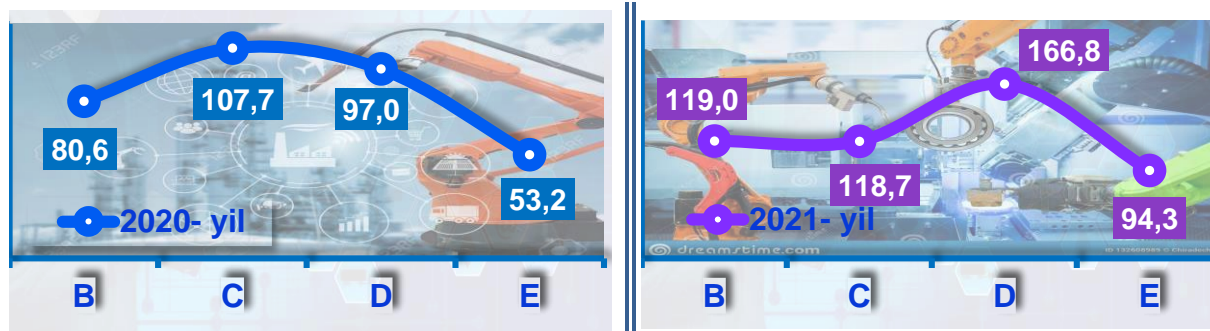 107,7
97,0
80,6
53,2
2020- yil
B C D E
166,8
119,0
118,7
94,3
2021- yil
dreamstime.com
B C D E